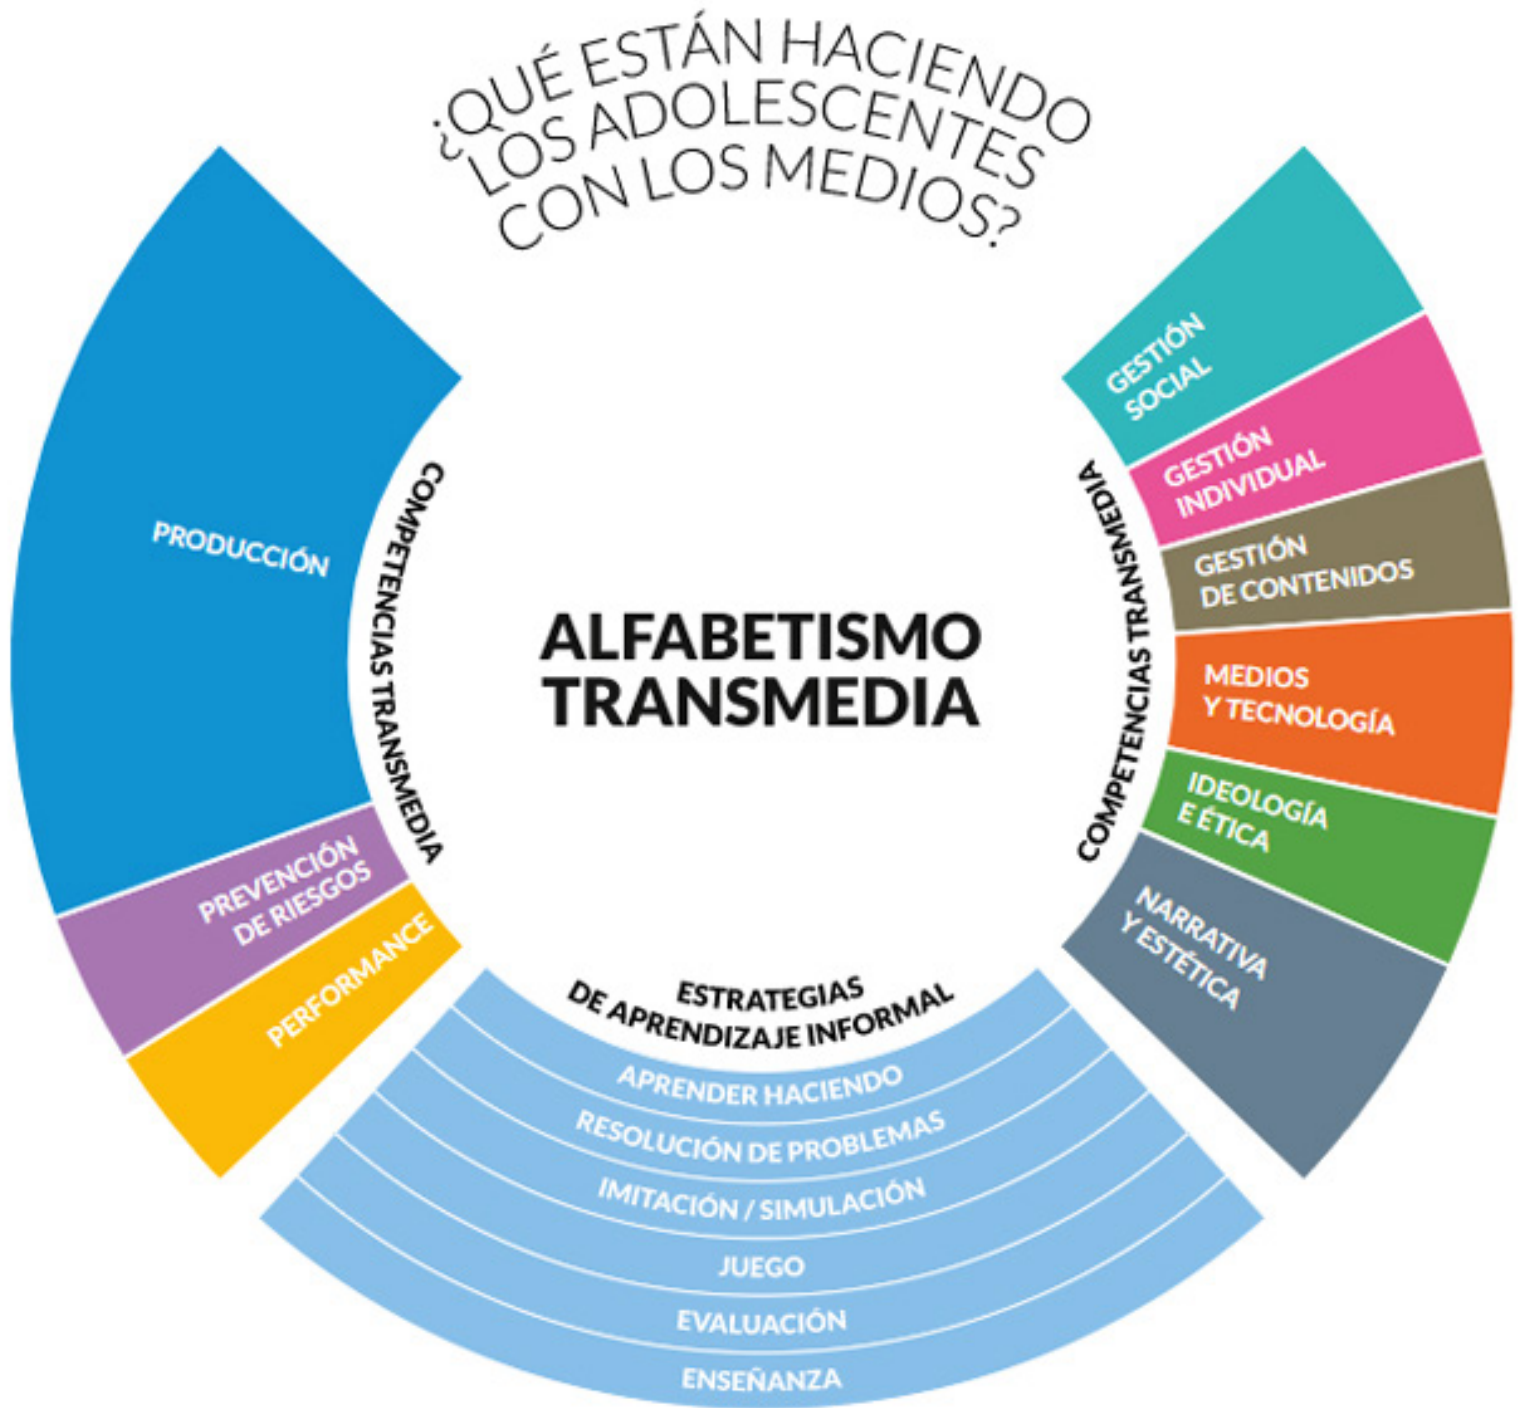 ¿QUÉ ESTÁN HACIENDO
LOS ADOLESCENTES
CON LOS MEDIOS?
PRODUCCIÓN
PREVENCIÓN
DE RIESGOS
PERFORMANCE
COMPETENCIAS TRANSMEDIA
ALFABETISMO
TRANSMEDIA
COMPETENCIAS TRANSMEDIA
GESTIÓN
SOCIAL
GESTIÓN
INDIVIDUAL
GESTIÓN
DE CONTENIDOS
MEDIOS
Y TECNOLOGÍA
IDEOLOGÍA
E ÉTICA
NARRATIVA
Y ESTÉTICA
ESTRATEGIAS
DE APRENDIZAJE INFORMAL
APRENDER HACIENDO
RESOLUCIÓN DE PROBLEMAS
IMITACIÓN / SIMULACIÓN
JUEGO
EVALUACIÓN
ENSEÑANZA